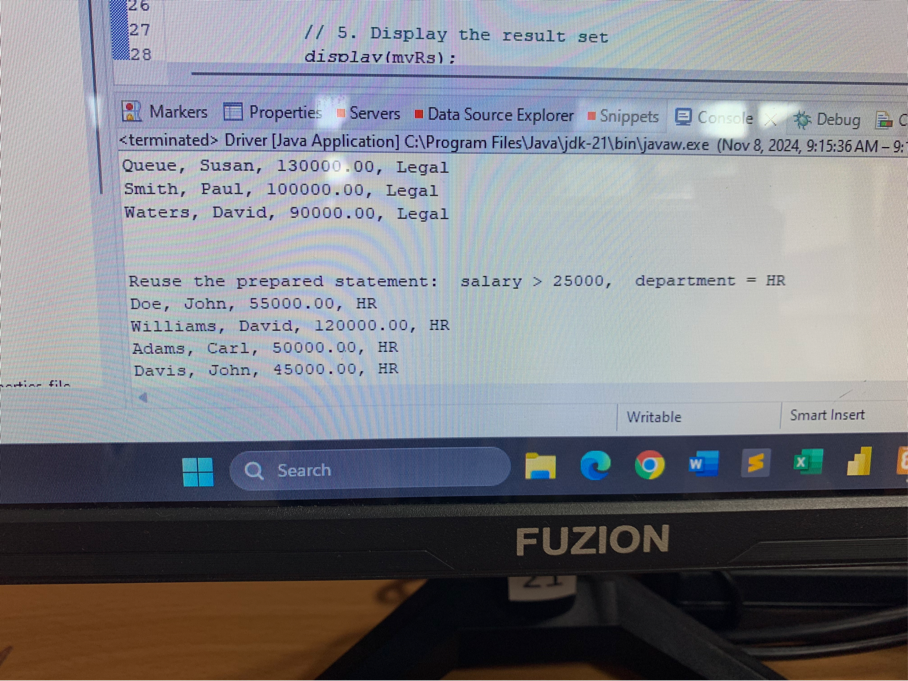 26
27 // 5. Display the result set
28 display(myRs);
Markers Properties Servers Data Source Explorer Snippets Console Debug
<terminated> Driver [Java Application] C:\Program Files\Java\jdk-21\bin\javaw.exe (Nov 8, 2024, 9:15:36 AM – 9:
Queue, Susan, 130000.00, Legal
Smith, Paul, 100000.00, Legal
Waters, David, 90000.00, Legal
Reuse the prepared statement: salary > 25000, department = HR
Doe, John, 55000.00, HR
Williams, David, 120000.00, HR
Adams, Carl, 50000.00, HR
Davis, John, 45000.00, HR
file
Writable Smart Insert
Search
FUZION
21